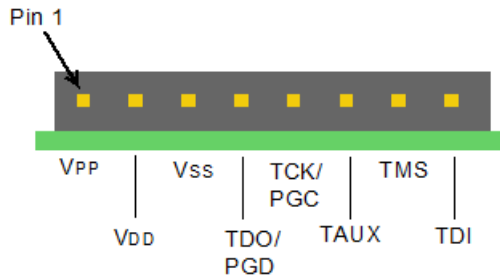 Pin 1
VPP
VSS
TCK/
PGC
TMS
VDD
TDO/
PGD
TAUX
TDI